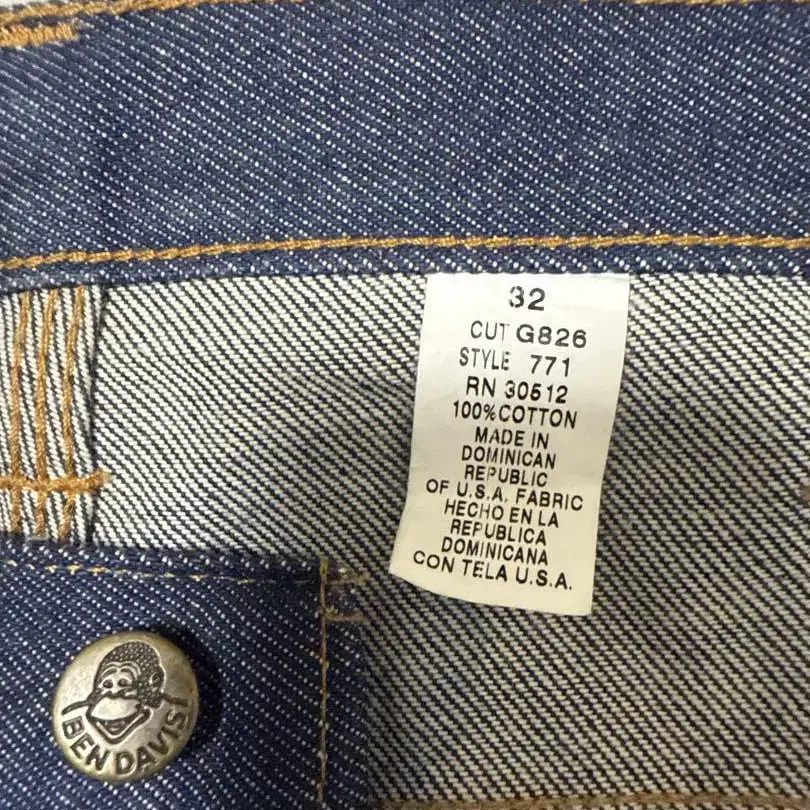 32
CUT G826
STYLE 771
RN 30512
100% COTTON
MADE IN
DOMINICAN
REPUBLIC
OF U.S.A. FABRIC
HECHO EN LA
REPUBLICA
DOMINICANA
CON TELA U.S.A.
BEN DAVIS